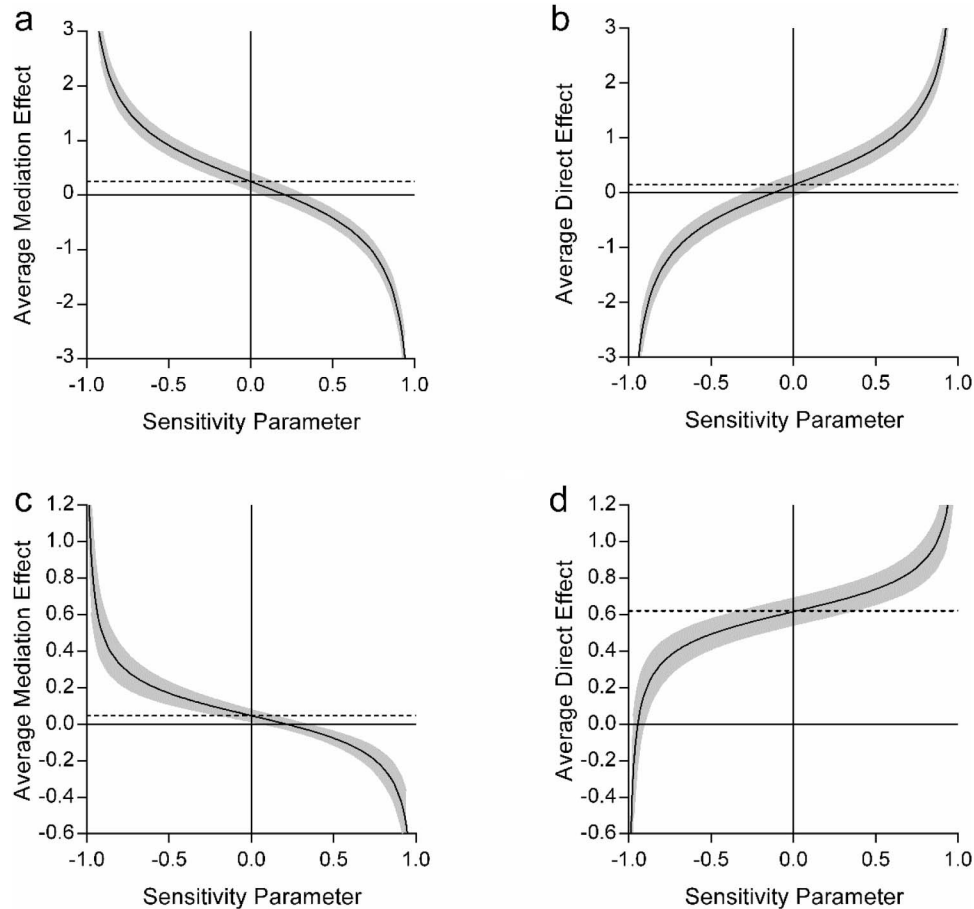 a
Average Mediation Effect
3
2
1
0
-1
-2
-3
-1.0 -0.5 0.0 0.5 1.0
Sensitivity Parameter
b
Average Direct Effect
3
2
1
0
-1
-2
-3
-1.0 -0.5 0.0 0.5 1.0
Sensitivity Parameter
c
Average Mediation Effect
1.2
1.0
0.8
0.6
0.4
0.2
0.0
-0.2
-0.4
-0.6
-1.0 -0.5 0.0 0.5 1.0
Sensitivity Parameter
d
Average Direct Effect
1.2
1.0
0.8
0.6
0.4
0.2
0.0
-0.2
-0.4
-0.6
-1.0 -0.5 0.0 0.5 1.0
Sensitivity Parameter